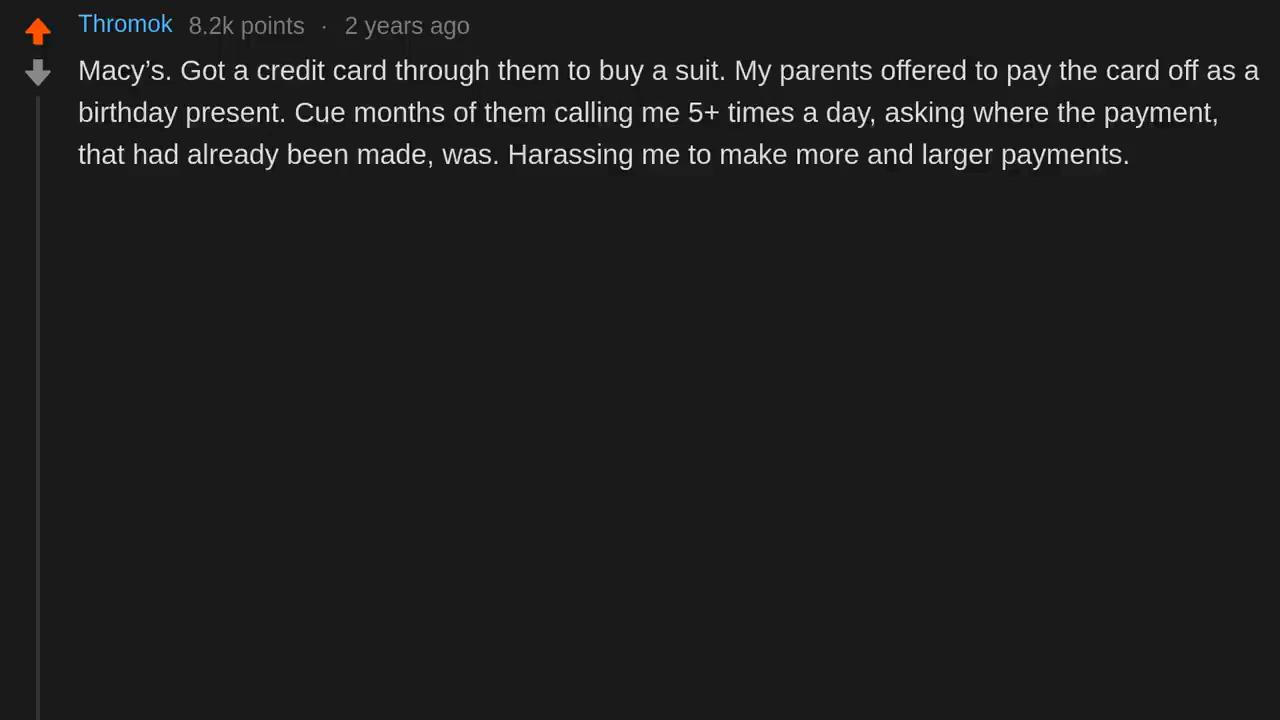 Thromok 8.2k points · 2 years ago
Macy’s. Got a credit card through them to buy a suit. My parents offered to pay the card off as a
birthday present. Cue months of them calling me 5+ times a day, asking where the payment,
that had already been made, was. Harassing me to make more and larger payments.